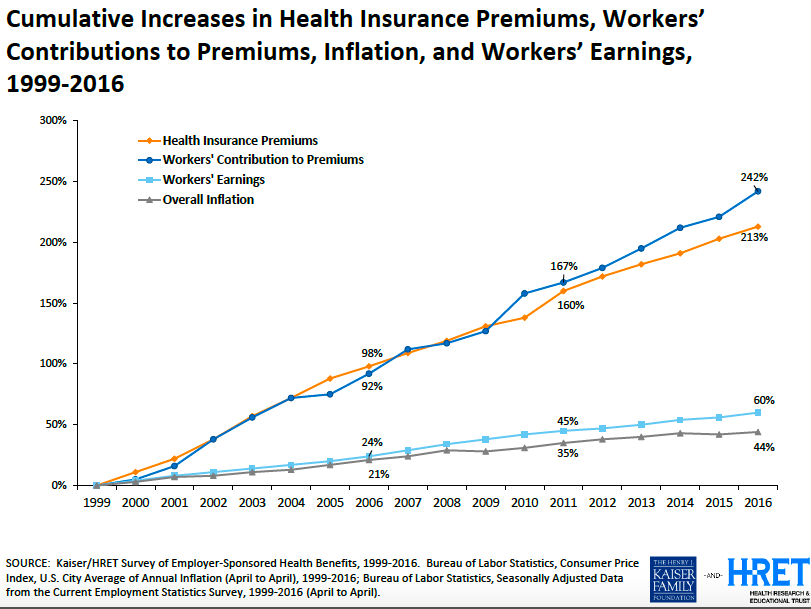 Cumulative Increases in Health Insurance Premiums, Workers’
Contributions to Premiums, Inflation, and Workers’ Earnings,
1999-2016
300%
250%
200%
150%
100%
50%
0%
Health Insurance Premiums
Workers' Contribution to Premiums
Workers' Earnings
Overall Inflation
242%
213%
167%
160%
98%
92%
60%
45%
44%
35%
24%
21%
1999 2000 2001 2002 2003 2004 2005 2006 2007 2008 2009 2010 2011 2012 2013 2014 2015 2016
SOURCE: Kaiser/HRET Survey of Employer-Sponsored Health Benefits, 1999-2016. Bureau of Labor Statistics, Consumer Price
Index, U.S. City Average of Annual Inflation (April to April), 1999-2016; Bureau of Labor Statistics, Seasonally Adjusted Data
from the Current Employment Statistics Survey, 1999-2016 (April to April).
THE HENRY J.
KAISER
FAMILY
FOUNDATION
-AND-
HRET
HEALTH RESEARCH &
EDUCATIONAL TRUST